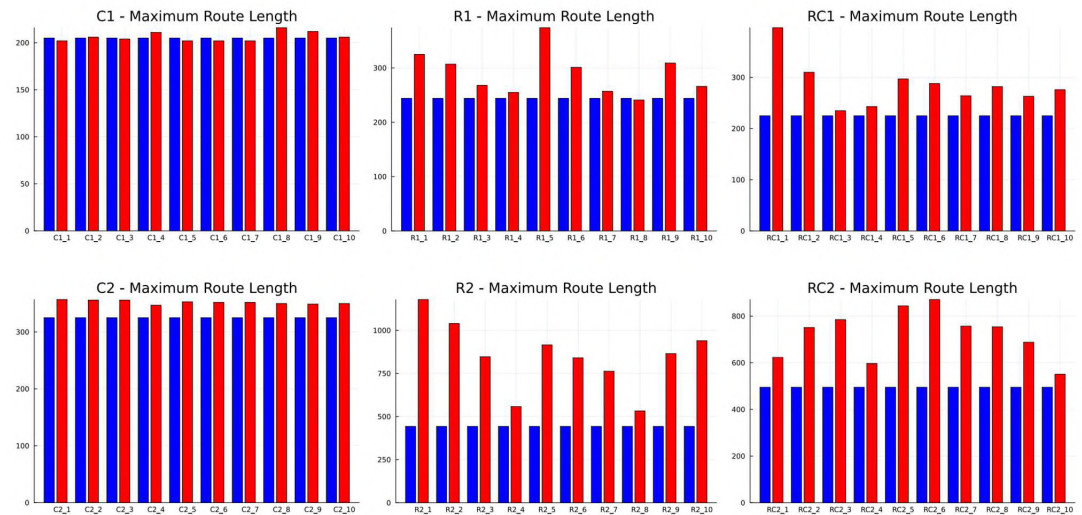 C1 - Maximum Route Length
200
150
100
50
0
C1_1 C1_2 C1_3 C1_4 C1_5 C1_6 C1_7 C1_8 C1_9 C1_10
R1 - Maximum Route Length
300
200
100
0
R1_1 R1_2 R1_3 R1_4 R1_5 R1_6 R1_7 R1_8 R1_9 R1_10
RC1 - Maximum Route Length
300
200
100
0
RC1_1 RC1_2 RC1_3 RC1_4 RC1_5 RC1_6 RC1_7 RC1_8 RC1_9 RC1_10
C2 - Maximum Route Length
300
200
100
0
C2_1 C2_2 C2_3 C2_4 C2_5 C2_6 C2_7 C2_8 C2_9 C2_10
R2 - Maximum Route Length
1000
750
500
250
0
R2_1 R2_2 R2_3 R2_4 R2_5 R2_6 R2_7 R2_8 R2_9 R2_10
RC2 - Maximum Route Length
800
600
400
200
0
RC2_1 RC2_2 RC2_3 RC2_4 RC2_5 RC2_6 RC2_7 RC2_8 RC2_9 RC2_10